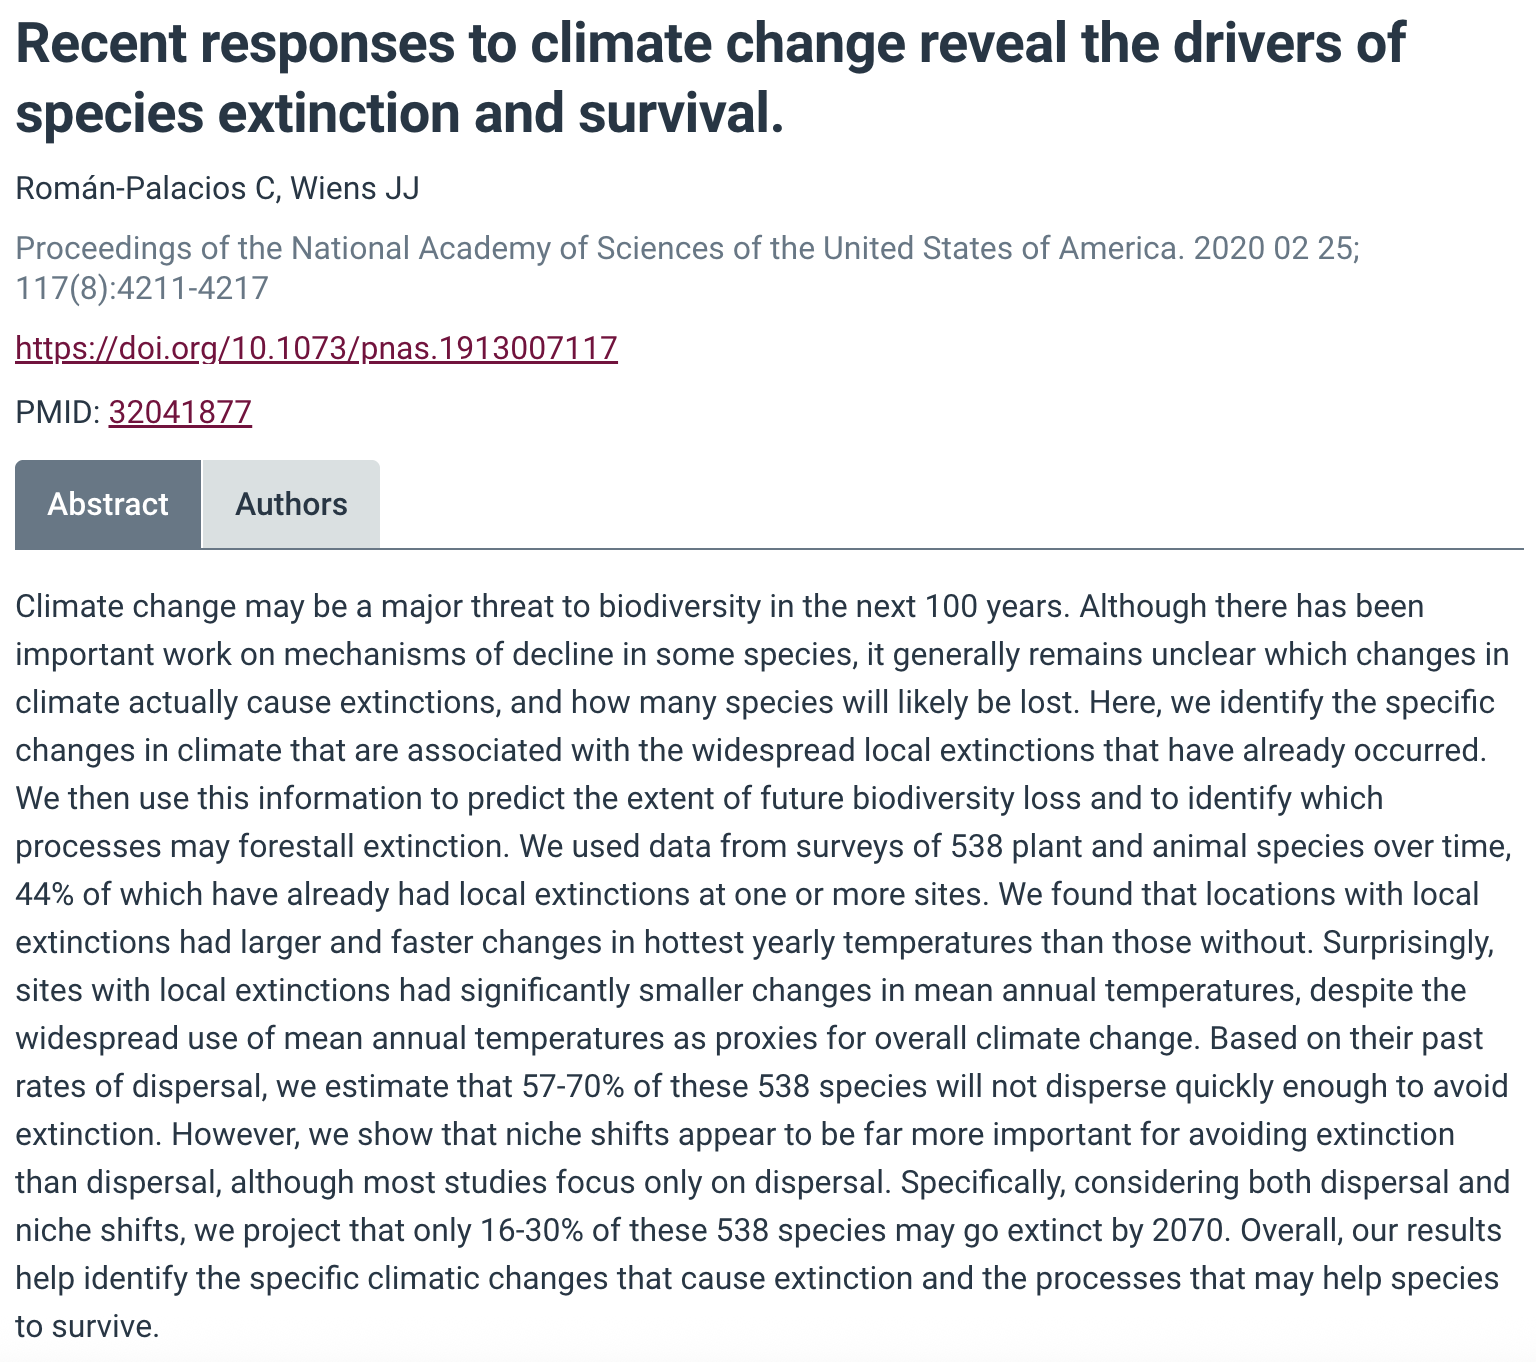 Recent responses to climate change reveal the drivers of
species extinction and survival.
Román-Palacios C, Wiens JJ
Proceedings of the National Academy of Sciences of the United States of America. 2020 02 25;
117(8):4211-4217
https://doi.org/10.1073/pnas.1913007117
PMID: 32041877
Abstract Authors
Climate change may be a major threat to biodiversity in the next 100 years. Although there has been
important work on mechanisms of decline in some species, it generally remains unclear which changes in
climate actually cause extinctions, and how many species will likely be lost. Here, we identify the specific
changes in climate that are associated with the widespread local extinctions that have already occurred.
We then use this information to predict the extent of future biodiversity loss and to identify which
processes may forestall extinction. We used data from surveys of 538 plant and animal species over time,
44% of which have already had local extinctions at one or more sites. We found that locations with local
extinctions had larger and faster changes in hottest yearly temperatures than those without. Surprisingly,
sites with local extinctions had significantly smaller changes in mean annual temperatures, despite the
widespread use of mean annual temperatures as proxies for overall climate change. Based on their past
rates of dispersal, we estimate that 57-70% of these 538 species will not disperse quickly enough to avoid
extinction. However, we show that niche shifts appear to be far more important for avoiding extinction
than dispersal, although most studies focus only on dispersal. Specifically, considering both dispersal and
niche shifts, we project that only 16-30% of these 538 species may go extinct by 2070. Overall, our results
help identify the specific climatic changes that cause extinction and the processes that may help species
to survive.